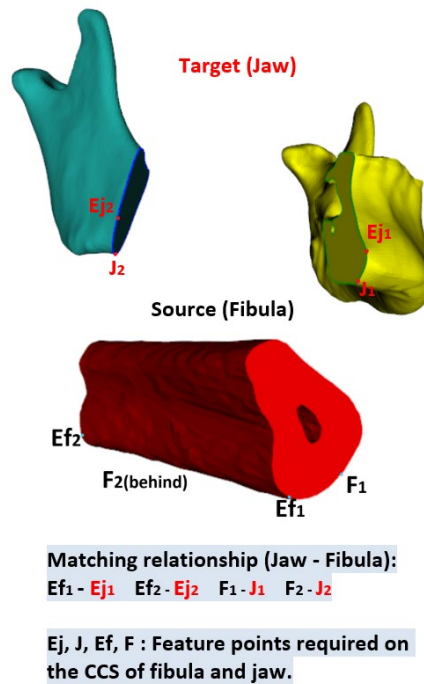 Target (Jaw)
Ej2
J2
Ej1
J1
Source (Fibula)
Ef2
F2(behind)
Ef1
F1
Matching relationship (Jaw - Fibula):
Ef1 - Ej1 Ef2 - Ej2 F1 - J1 F2 - J2
Ej, J, Ef, F : Feature points required on
the CCS of fibula and jaw.